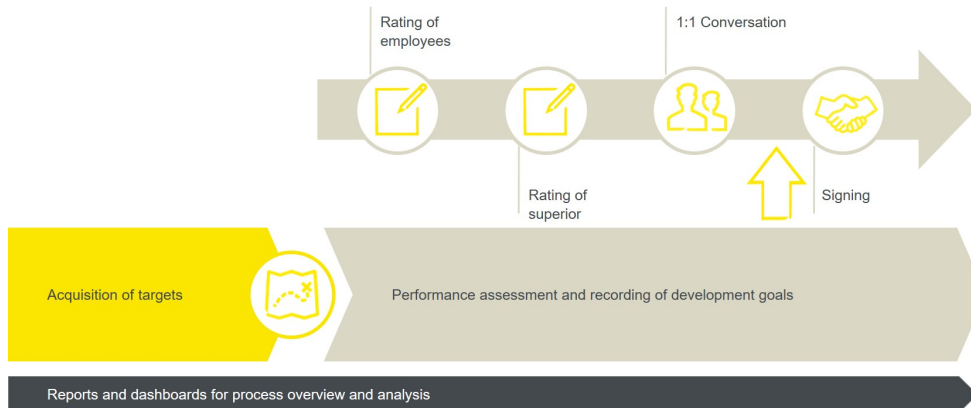 Rating of
employees
1:1 Conversation
Rating of
superior
Signing
Acquisition of targets
Performance assessment and recording of development goals
Reports and dashboards for process overview and analysis